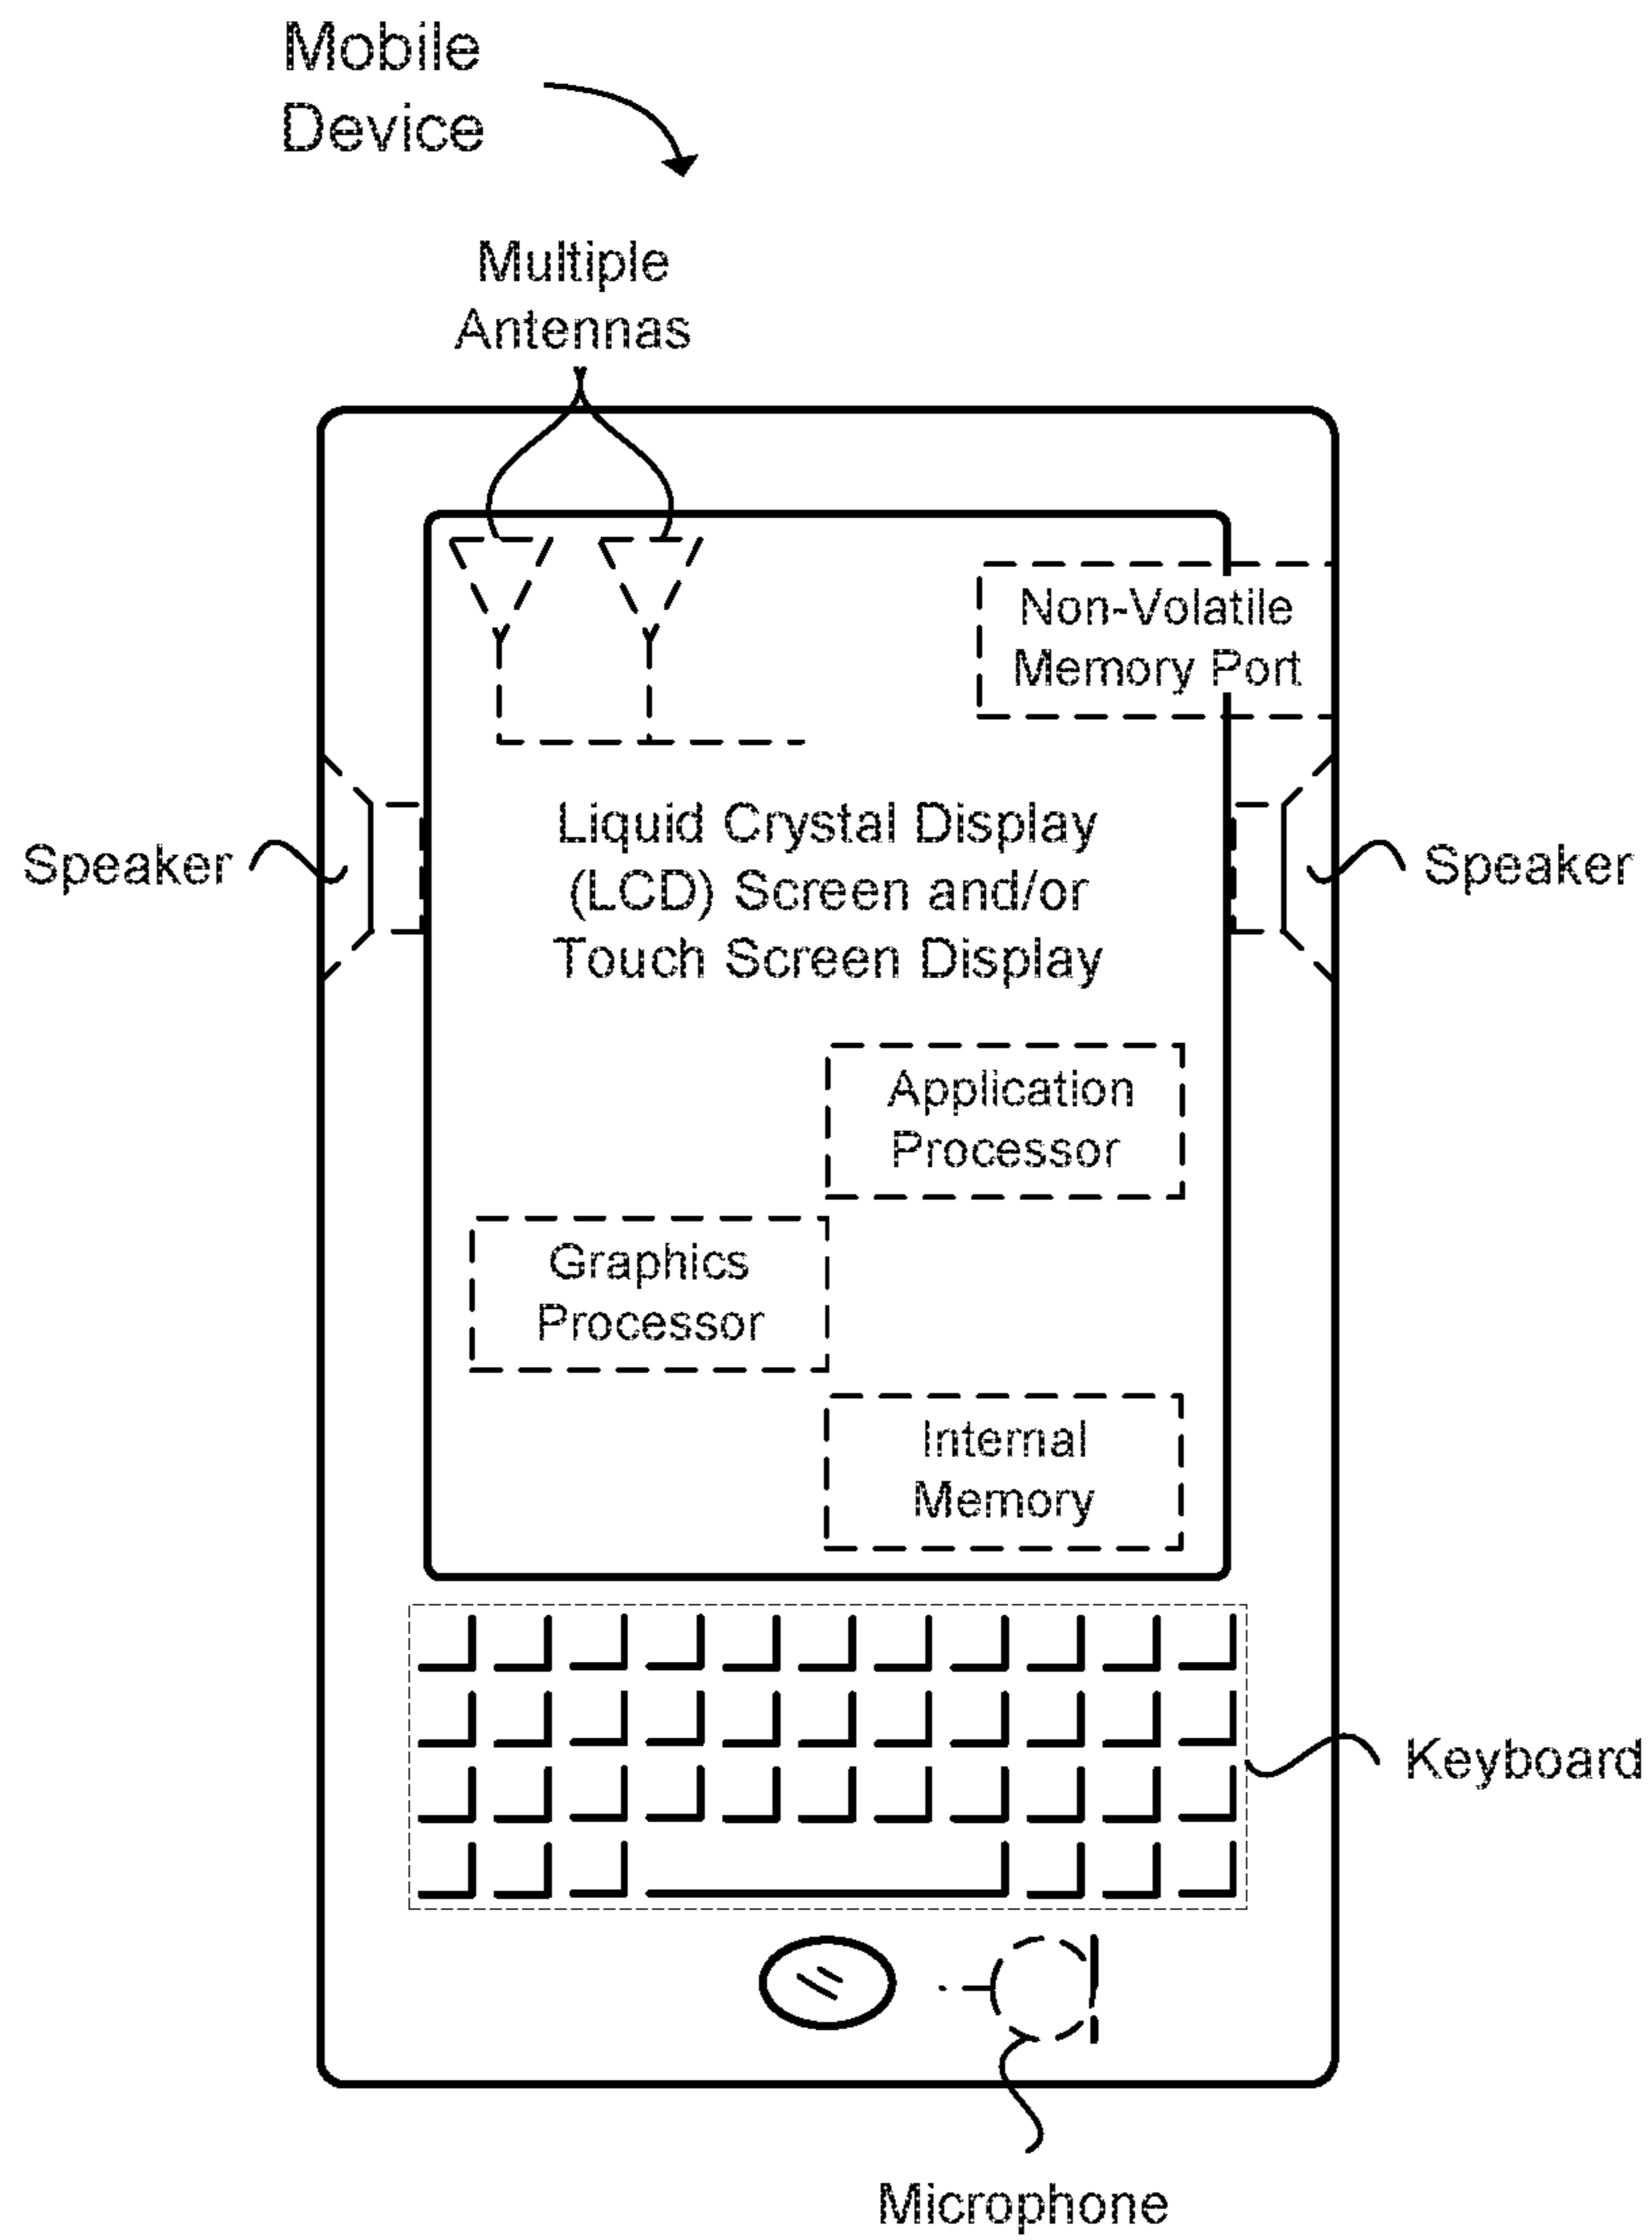 Mobile
Device
Multiple
Antennas
Non-Volatile
Memory Port
Speaker
Liquid Crystal Display
(LCD) Screen and/or
Touch Screen Display
Speaker
Application
Processor
Graphics
Processor
Internal
Memory
Keyboard
Microphone